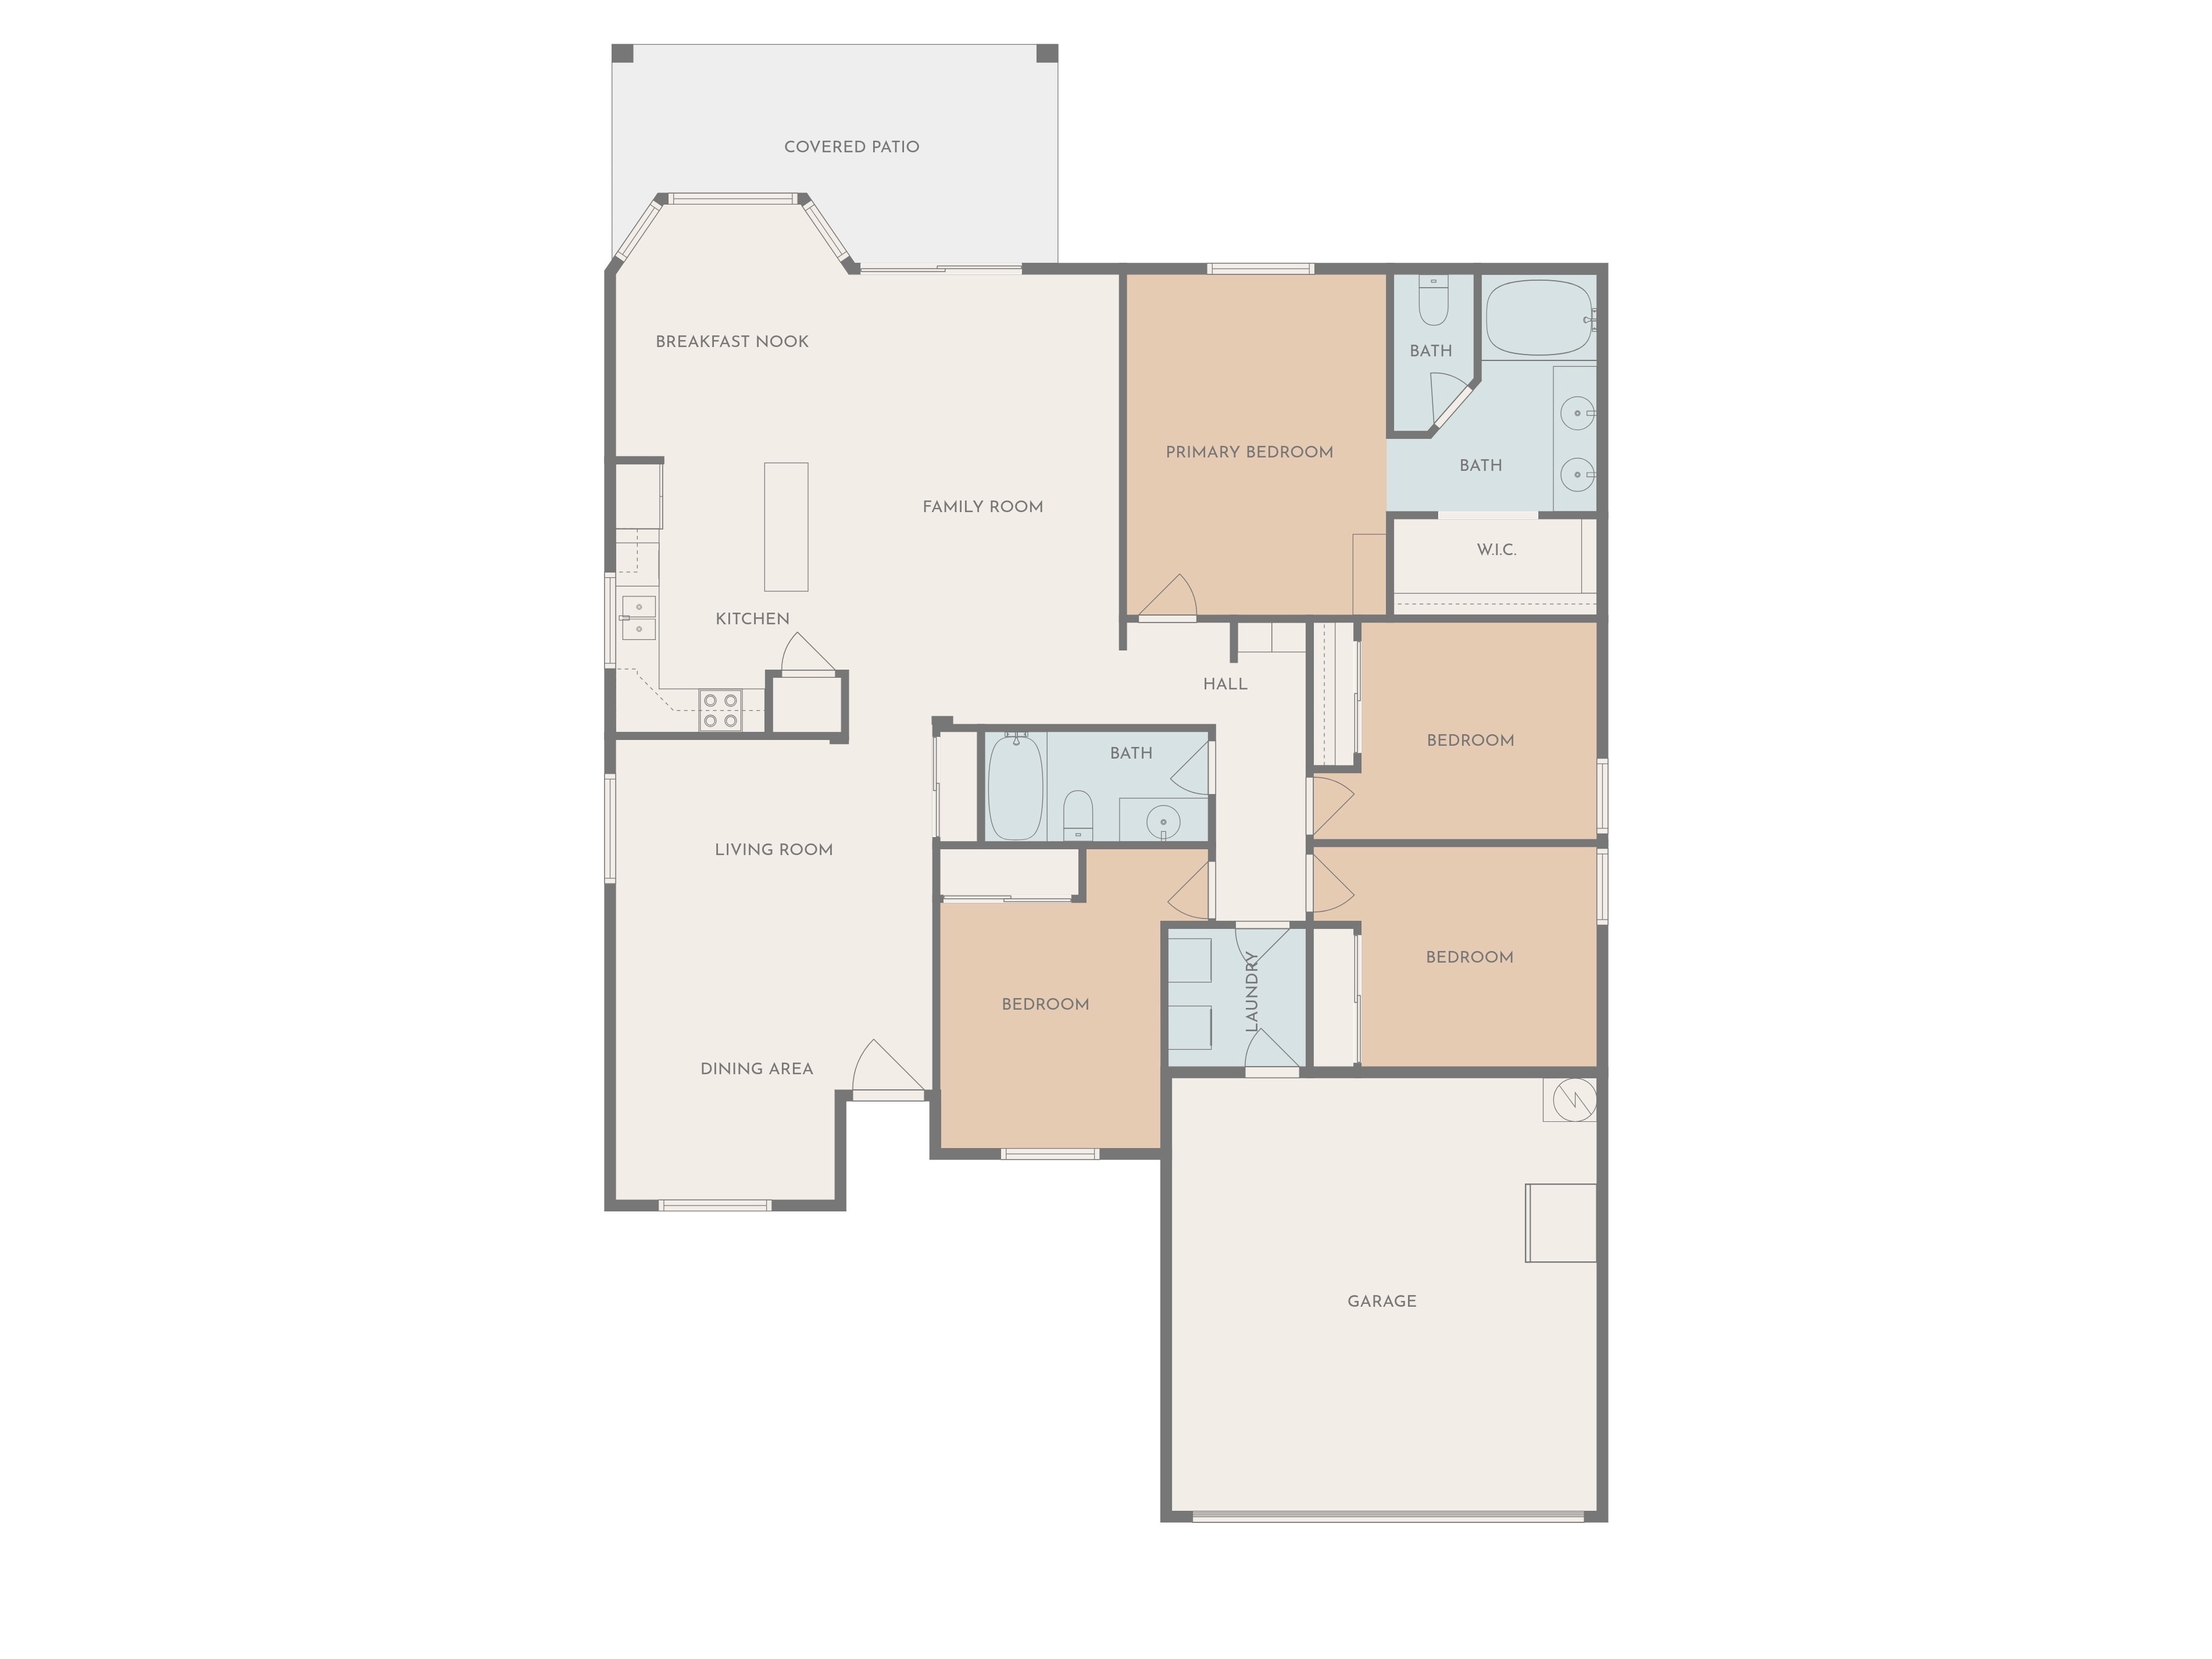 COVERED PATIO
BREAKFAST NOOK
BATH
PRIMARY BEDROOM
BATH
FAMILY ROOM
W.I.C.
KITCHEN
HALL
BEDROOM
BATH
LIVING ROOM
BEDROOM
LAUNDRY
BEDROOM
DINING AREA
GARAGE